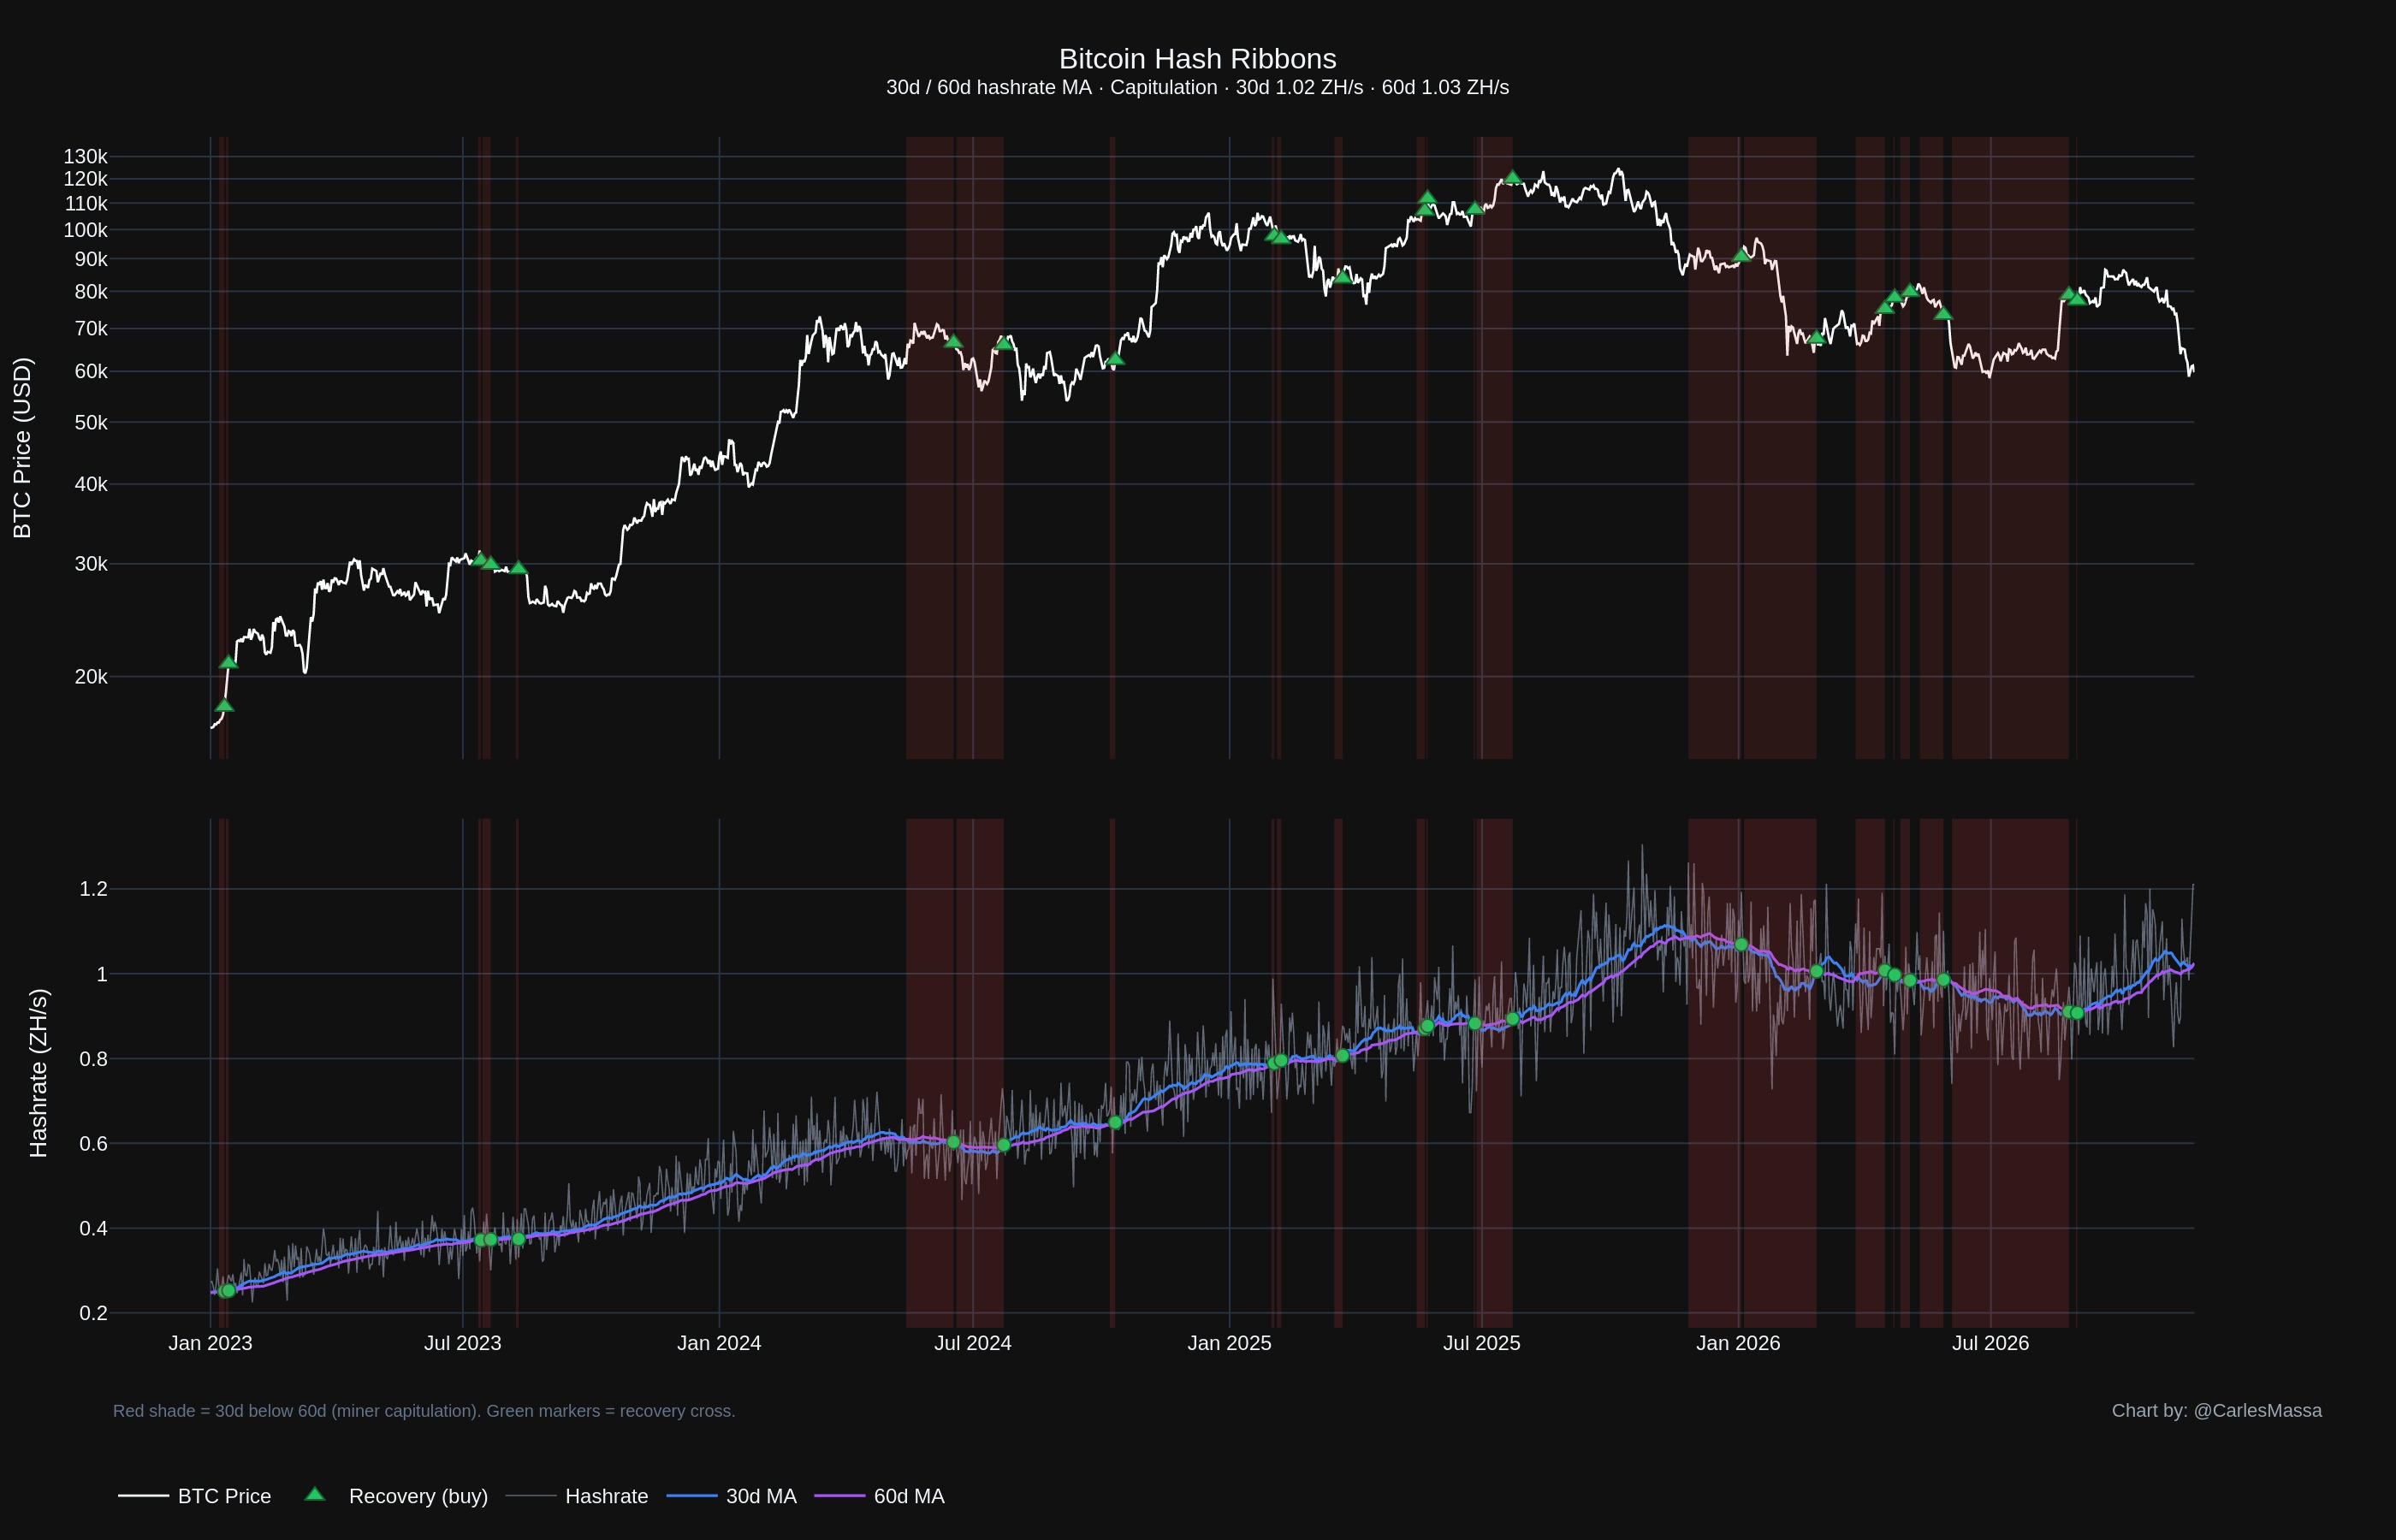 Bitcoin Hash Ribbons
30d / 60d hashrate MA · Capitulation · 30d 1.02 ZH/s · 60d 1.03 ZH/s
BTC Price (USD)
130k
120k
110k
100k
90k
80k
70k
60k
50k
40k
30k
20k
Hashrate (ZH/s)
1.2
1
0.8
0.6
0.4
0.2
Jan 2023 Jul 2023 Jan 2024 Jul 2024 Jan 2025 Jul 2025 Jan 2026 Jul 2026
Red shade = 30d below 60d (miner capitulation). Green markers = recovery cross.
Chart by: @CarlesMassa
BTC Price Recovery (buy) Hashrate 30d MA 60d MA